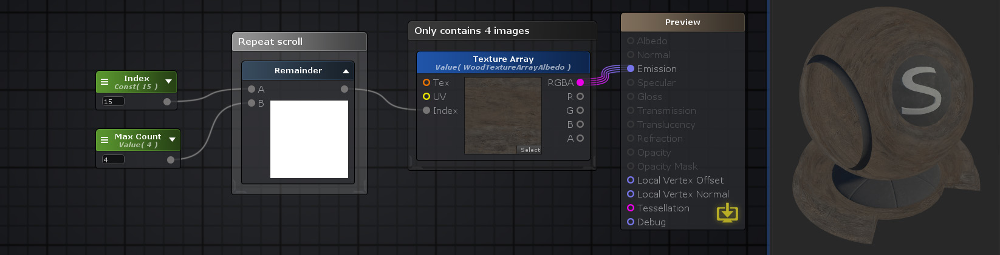 Index
Const( 15 )
15
Max Count
Value( 4 )
4
Repeat scroll
Remainder
A
B
Only contains 4 images
Texture Array
Value( WoodTextureArrayAlbedo )
Tex
UV
Index
RGBA
R
G
B
A
Select
Preview
Albedo
Normal
Emission
Specular
Gloss
Transmission
Translucency
Refraction
Opacity
Opacity Mask
Local Vertex Offset
Local Vertex Normal
Tessellation
Debug
S